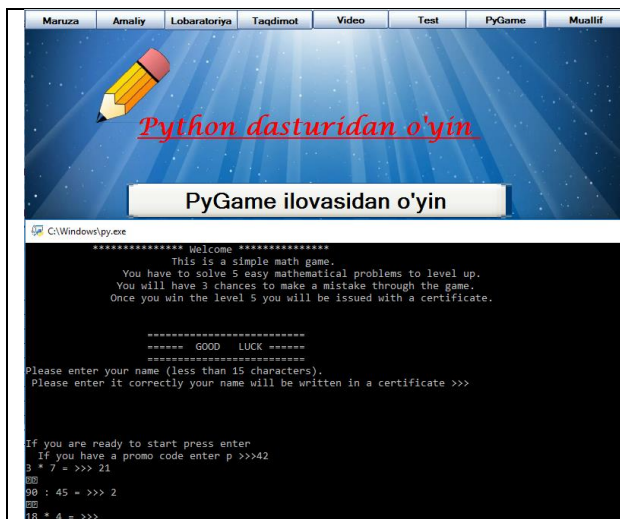 Maruza Amaliy Lobaratoriya Taqdimot Video Test PyGame Muallif
Python dasturidan o'yin
PyGame ilovasidan o'yin
C:\Windows\py.exe
*************** Welcome ***************
This is a simple math game.
You have to solve 5 easy mathematical problems to level up.
You will have 3 chances to make a mistake through the game.
Once you win the level 5 you will be issued with a certificate.
==========================
====== GOOD LUCK ======
==========================
Please enter your name (less than 15 characters).
Please enter it correctly your name will be written in a certificate >>>
If you are ready to start press enter
If you have a promo code enter p >>>42
3 * 7 = >>> 21
90 : 45 = >>> 2
18 * 4 = >>>